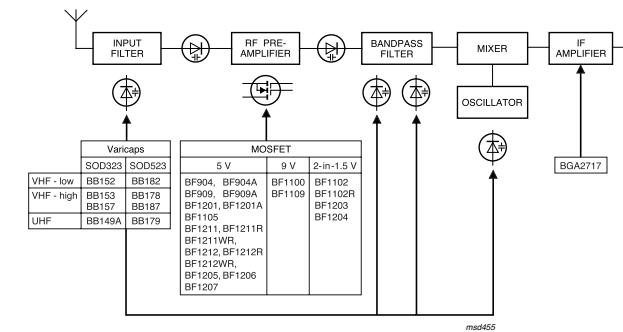 INPUT
FILTER
RF PRE-
AMPLIFIER
BANDPASS
FILTER
MIXER
IF
AMPLIFIER
OSCILLATOR
BGA2717
Varicaps
SOD323 SOD523
VHF - low BB152 BB182
VHF - high BB153 BB178
BB157 BB187
UHF BB149A BB179
MOSFET
5 V 9 V 2-in-1.5 V
BF904, BF904A BF1100 BF1102
BF909, BF909A BF1109 BF1102R
BF1201, BF1201A BF1203
BF1105 BF1204
BF1211, BF1211R
BF1211WR,
BF1212, BF1212R
BF1212WR,
BF1205, BF1206
BF1207
msd455